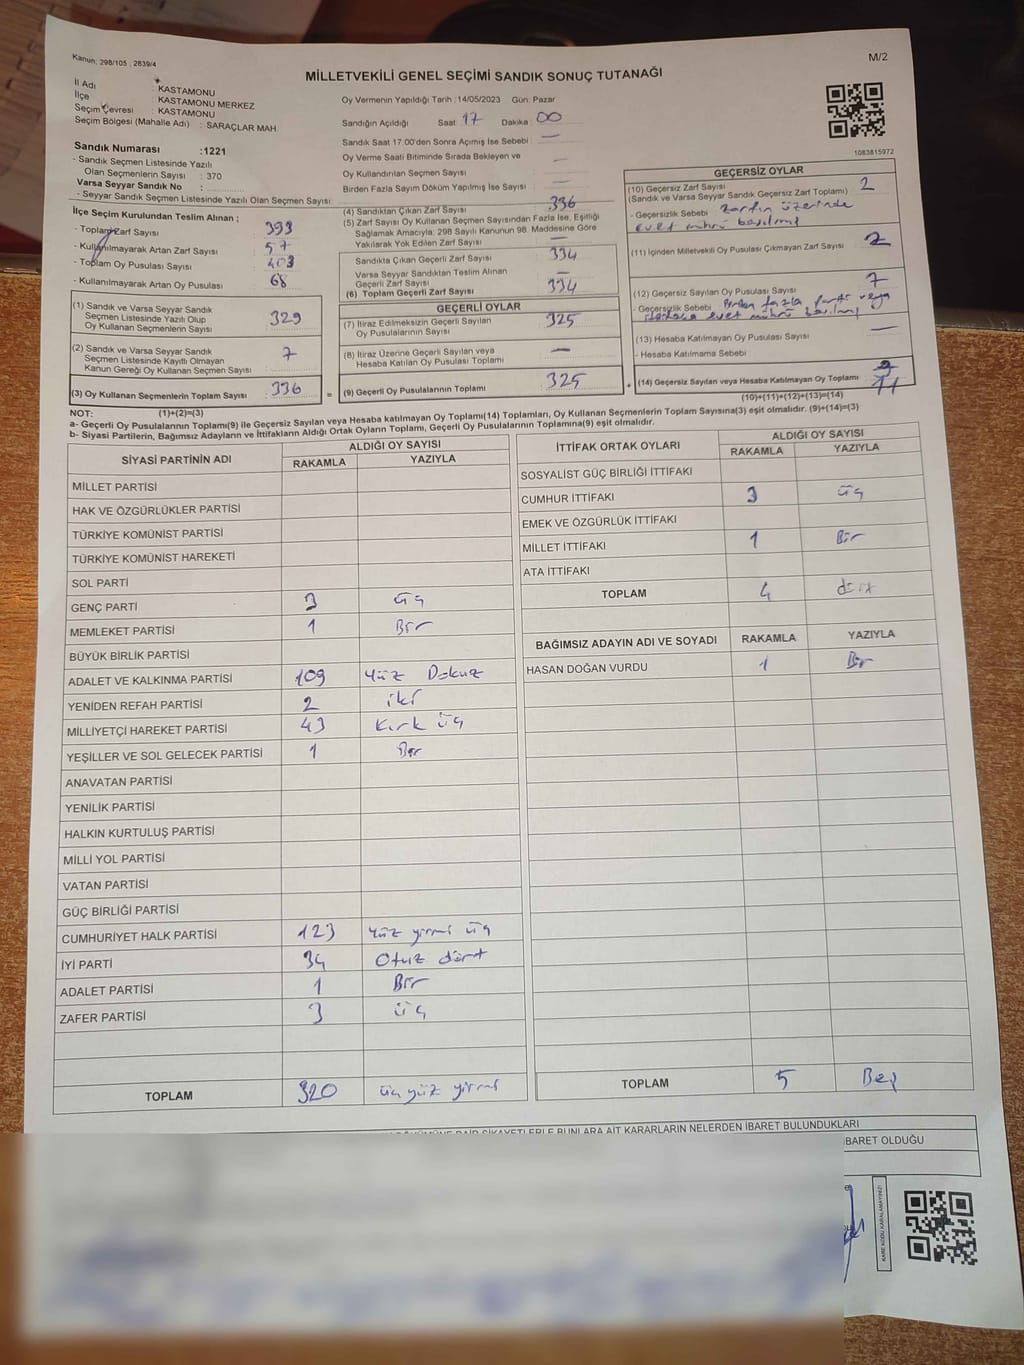 Kanun: 298/105 , 2839/4
M/2
MİLLETVEKİLİ GENEL SEÇİMİ SANDIK SONUÇ TUTANAĞI
İl Adı : KASTAMONU
İlçe : KASTAMONU MERKEZ
Seçim Çevresi : KASTAMONU
Seçim Bölgesi (Mahalle Adı) : SARAÇLAR MAH.
Sandık Numarası :1221
- Sandık Seçmen Listesinde Yazılı
Olan Seçmenlerin Sayısı : 370
Varsa Seyyar Sandık No :
- Seyyar Sandık Seçmen Listesinde Yazılı Olan Seçmen Sayısı:
Oy Vermenin Yapıldığı Tarih :14/05/2023 Gün: Pazar
Sandığın Açıldığı Saat: 17 Dakika : 00
Sandık Saat 17:00'den Sonra Açımış İse Sebebi : —
Oy Verme Saati Bitiminde Sırada Bekleyen ve
Oy Kullandırılan Seçmen Sayısı : —
Birden Fazla Sayım Döküm Yapılmış İse Sayısı : —
1083815972
İlçe Seçim Kurulundan Teslim Alınan ;
- Toplam Zarf Sayısı : 393
- Kullanılmayarak Artan Zarf Sayısı : 57
- Toplam Oy Pusulası Sayısı : 403
- Kullanılmayarak Artan Oy Pusulası : 68
(1) Sandık ve Varsa Seyyar Sandık
Seçmen Listesinde Yazılı Olup
Oy Kullanan Seçmenlerin Sayısı : 329
(2) Sandık ve Varsa Seyyar Sandık
Seçmen Listesinde Kayıtlı Olmayan
Kanun Gereği Oy Kullanan Seçmen Sayısı : 7
(3) Oy Kullanan Seçmenlerin Toplam Sayısı : 336
(4) Sandıktan Çıkan Zarf Sayısı : 336
(5) Zarf Sayısı Oy Kullanan Seçmen Sayısından Fazla İse, Eşitliği
Sağlamak Amacıyla; 298 Sayılı Kanunun 98. Maddesine Göre
Yakılarak Yok Edilen Zarf Sayısı : —
Sandıkta Çıkan Geçerli Zarf Sayısı : 334
Varsa Seyyar Sandıktan Teslim Alınan
Geçerli Zarf Sayısı : —
(6) Toplam Geçerli Zarf Sayısı : 334
GEÇERLİ OYLAR
(7) İtiraz Edilmeksizin Geçerli Sayılan
Oy Pusulalarının Sayısı : 325
(8) İtiraz Üzerine Geçerli Sayılan veya
Hesaba Katılan Oy Pusulası Toplamı : —
= (9) Geçerli Oy Pusulalarının Toplamı : 325
GEÇERSİZ OYLAR
(10) Geçersiz Zarf Sayısı : 2
(Sandık ve Varsa Seyyar Sandık Geçersiz Zarf Toplamı)
- Geçersizlik Sebebi : Zarfın üzerinde
evet mührü basılmış
(11) İçinden Milletvekili Oy Pusulası Çıkmayan Zarf Sayısı : 2
(12) Geçersiz Sayılan Oy Pusulası Sayısı : 7
- Geçersizlik Sebebi : Birden fazla parti veya
evet mührü basılmış
(13) Hesaba Katılmayan Oy Pusulası Sayısı : —
- Hesaba Katılmama Sebebi :
+ (14) Geçersiz Sayılan veya Hesaba Katılmayan Oy Toplamı : 11
(10)+(11)+(12)+(13)=(14)
NOT: (1)+(2)=(3)
a- Geçerli Oy Pusulalarının Toplamı(9) ile Geçersiz Sayılan veya Hesaba katılmayan Oy Toplamı(14) Toplamları, Oy Kullanan Seçmenlerin Toplam Sayısına(3) eşit olmalıdır. (9)+(14)=(3)
b- Siyasi Partilerin, Bağımsız Adayların ve İttifakların Aldığı Ortak Oyların Toplamı, Geçerli Oy Pusulalarının Toplamına(9) eşit olmalıdır.
SİYASİ PARTİNİN ADI ALDIĞI OY SAYISI
RAKAMLA YAZIYLA
MİLLET PARTİSİ
HAK VE ÖZGÜRLÜKLER PARTİSİ
TÜRKİYE KOMÜNİST PARTİSİ
TÜRKİYE KOMÜNİST HAREKETİ
SOL PARTİ
GENÇ PARTİ 3 üç
MEMLEKET PARTİSİ 1 Bir
BÜYÜK BİRLİK PARTİSİ
ADALET VE KALKINMA PARTİSİ 109 Yüz Dokuz
YENİDEN REFAH PARTİSİ 2 iki
MİLLİYETÇİ HAREKET PARTİSİ 43 Kırk üç
YEŞİLLER VE SOL GELECEK PARTİSİ 1 Bir
ANAVATAN PARTİSİ
YENİLİK PARTİSİ
HALKIN KURTULUŞ PARTİSİ
MİLLİ YOL PARTİSİ
VATAN PARTİSİ
GÜÇ BİRLİĞİ PARTİSİ
CUMHURİYET HALK PARTİSİ 123 Yüz yirmi üç
İYİ PARTİ 34 Otuz dört
ADALET PARTİSİ 1 Bir
ZAFER PARTİSİ 3 üç
TOPLAM 320 üç yüz yirmi
İTTİFAK ORTAK OYLARI ALDIĞI OY SAYISI
RAKAMLA YAZIYLA
SOSYALİST GÜÇ BİRLİĞİ İTTİFAKI
CUMHUR İTTİFAKI 3 üç
EMEK VE ÖZGÜRLÜK İTTİFAKI
MİLLET İTTİFAKI 1 Bir
ATA İTTİFAKI
TOPLAM 4 dört
BAĞIMSIZ ADAYIN ADI VE SOYADI RAKAMLA YAZIYLA
HASAN DOĞAN VURDU 1 Bir
TOPLAM 5 Beş
DAİR ŞİKAYETLERLE BUNLARA AİT KARARLARIN NELERDEN İBARET BULUNDUKLARI
İBARET OLDUĞU
KARE KODU KARALAMAYINIZ!